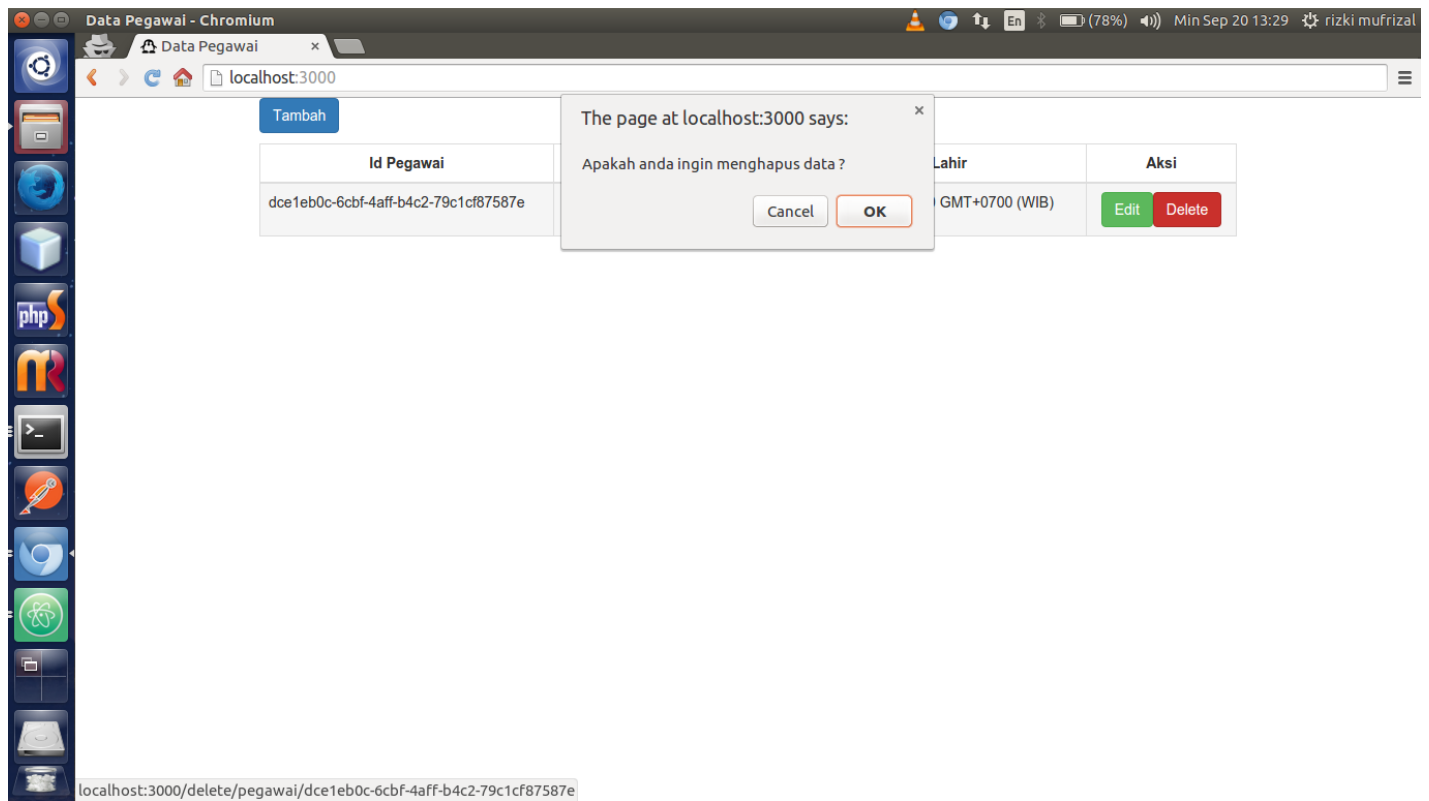 Data Pegawai - Chromium
En
(78%)
Min Sep 20 13:29
rizki mufrizal
Data Pegawai
localhost:3000
Tambah
The page at localhost:3000 says:
Apakah anda ingin menghapus data ?
Cancel
OK
Id Pegawai
Lahir
Aksi
dce1eb0c-6cbf-4aff-b4c2-79c1cf87587e
GMT+0700 (WIB)
Edit
Delete
php
localhost:3000/delete/pegawai/dce1eb0c-6cbf-4aff-b4c2-79c1cf87587e